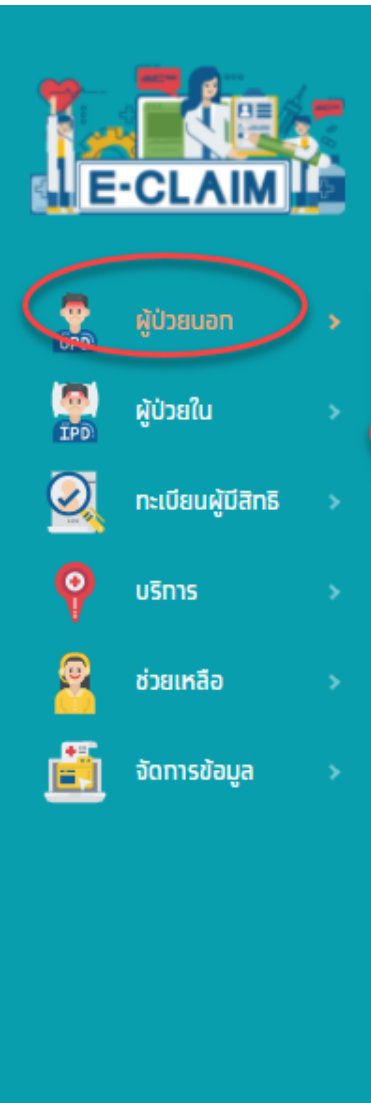 E-CLAIM
ผู้ป่วยนอก
OPD
ผู้ป่วยใน
IPD
ทะเบียนผู้มีสิทธิ
บริการ
ช่วยเหลือ
จัดการข้อมูล